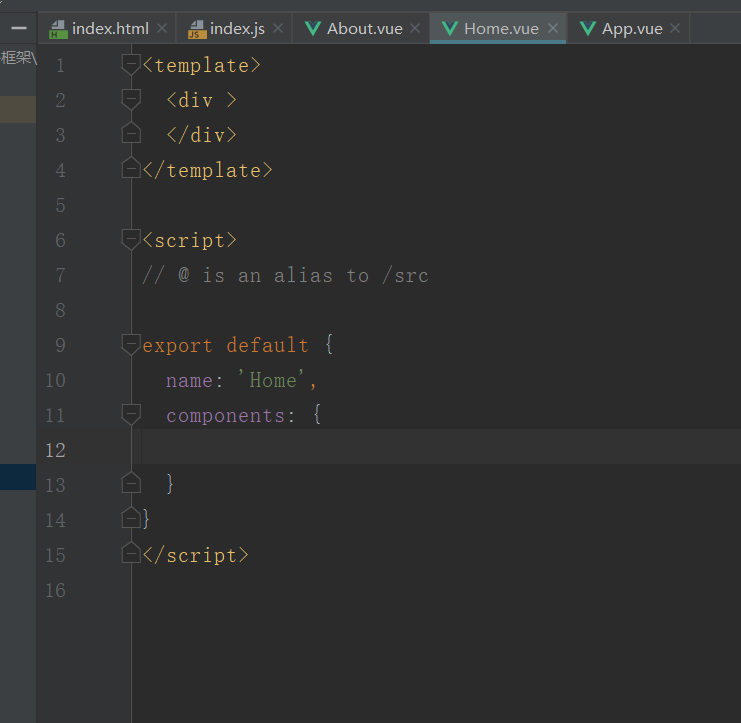 index.html
index.js
About.vue
Home.vue
App.vue
框架\
1 <template>
2 <div >
3 </div>
4 </template>
5
6 <script>
7 // @ is an alias to /src
8
9 export default {
10 name: 'Home',
11 components: {
12
13 }
14 }
15 </script>
16